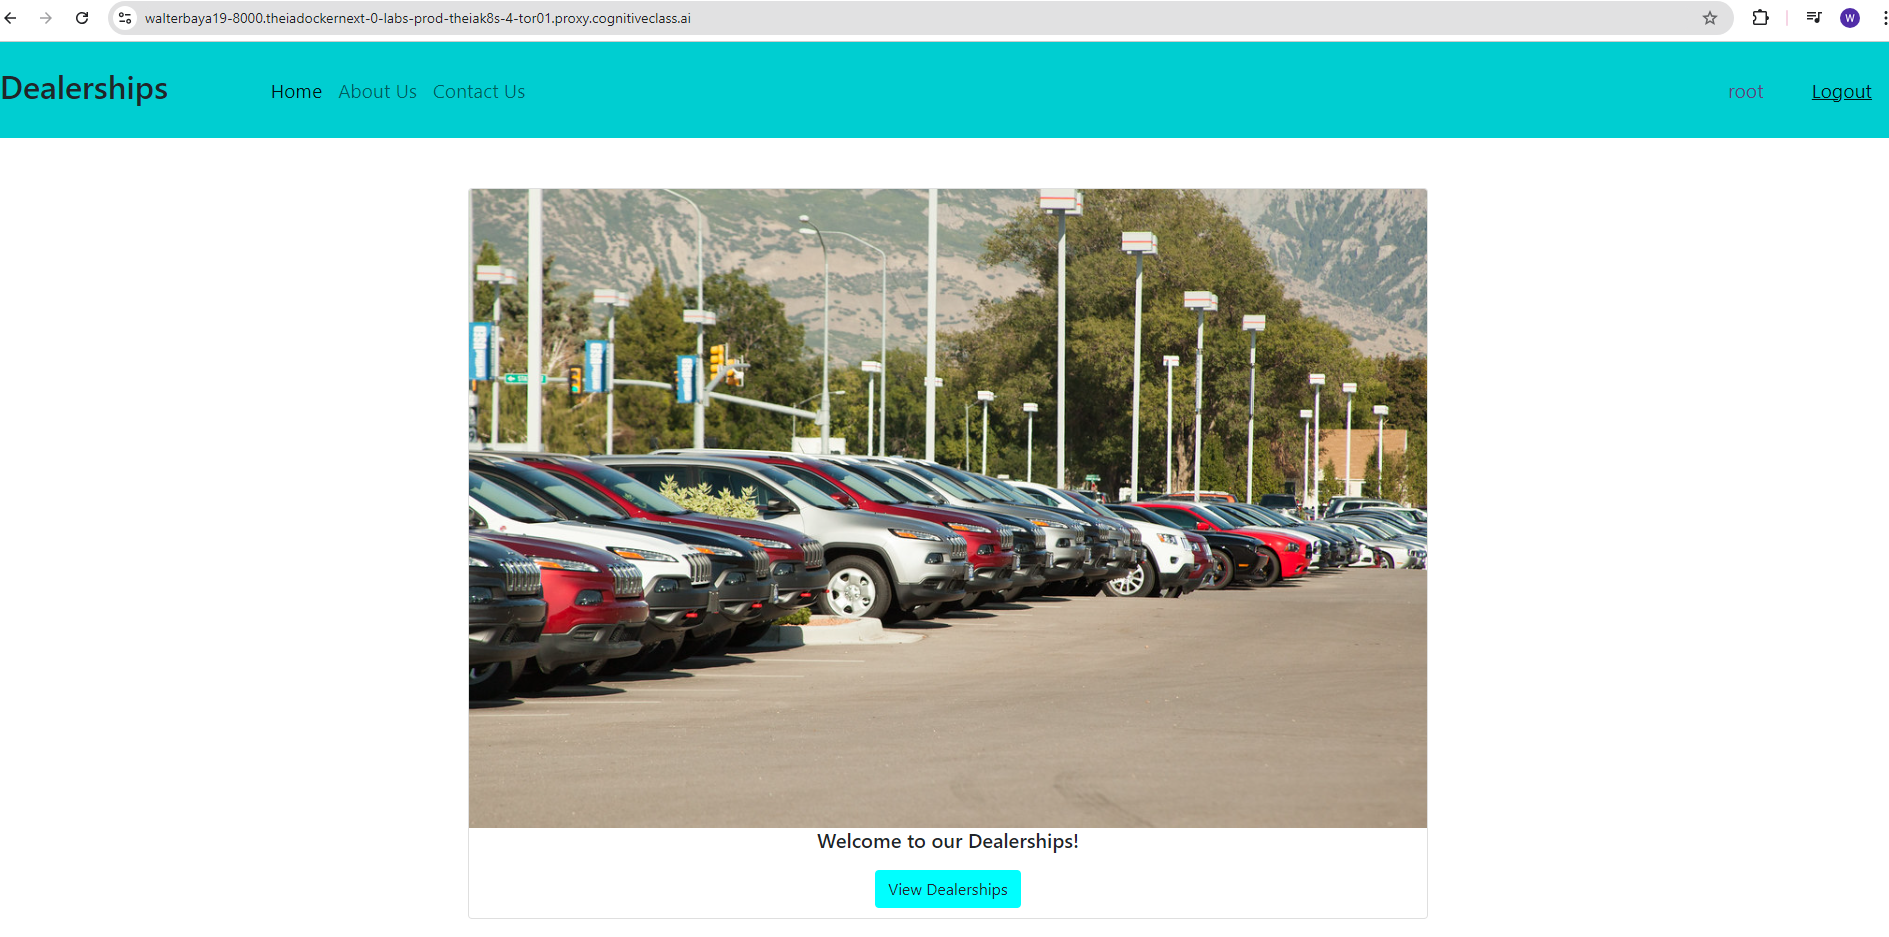 walterbaya19-8000.theiadockernext-0-labs-prod-theiak8s-4-tor01.proxy.cognitiveclass.ai
W
Dealerships
Home
About Us
Contact Us
root
Logout
Welcome to our Dealerships!
View Dealerships